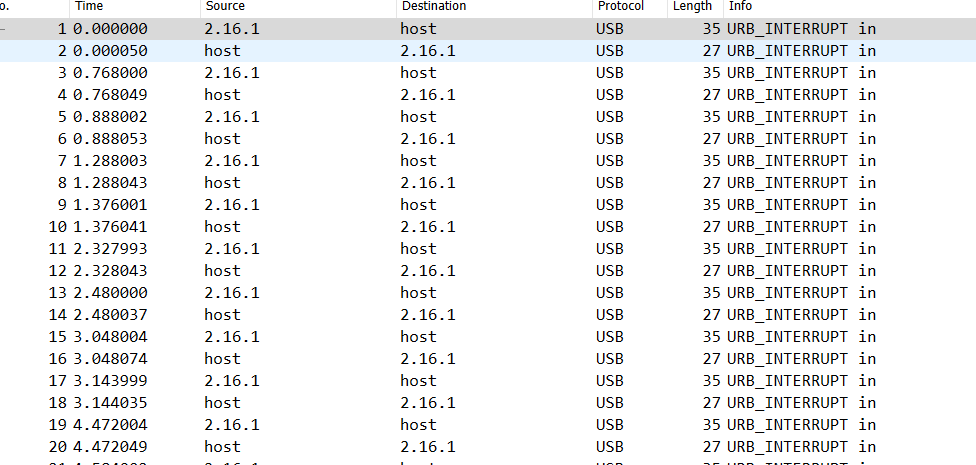 o. Time Source Destination Protocol Length Info
1 0.000000 2.16.1 host USB 35 URB_INTERRUPT in
2 0.000050 host 2.16.1 USB 27 URB_INTERRUPT in
3 0.768000 2.16.1 host USB 35 URB_INTERRUPT in
4 0.768049 host 2.16.1 USB 27 URB_INTERRUPT in
5 0.888002 2.16.1 host USB 35 URB_INTERRUPT in
6 0.888053 host 2.16.1 USB 27 URB_INTERRUPT in
7 1.288003 2.16.1 host USB 35 URB_INTERRUPT in
8 1.288043 host 2.16.1 USB 27 URB_INTERRUPT in
9 1.376001 2.16.1 host USB 35 URB_INTERRUPT in
10 1.376041 host 2.16.1 USB 27 URB_INTERRUPT in
11 2.327993 2.16.1 host USB 35 URB_INTERRUPT in
12 2.328043 host 2.16.1 USB 27 URB_INTERRUPT in
13 2.480000 2.16.1 host USB 35 URB_INTERRUPT in
14 2.480037 host 2.16.1 USB 27 URB_INTERRUPT in
15 3.048004 2.16.1 host USB 35 URB_INTERRUPT in
16 3.048074 host 2.16.1 USB 27 URB_INTERRUPT in
17 3.143999 2.16.1 host USB 35 URB_INTERRUPT in
18 3.144035 host 2.16.1 USB 27 URB_INTERRUPT in
19 4.472004 2.16.1 host USB 35 URB_INTERRUPT in
20 4.472049 host 2.16.1 USB 27 URB_INTERRUPT in